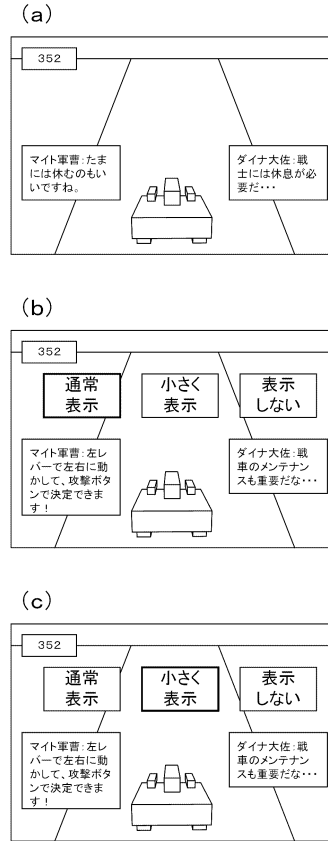 (a)
352
マイト軍曹：たま
には休むのもい
いですね。
ダイナ大佐：戦
士には休息が必
要だ・・・
(b)
352
通常
表示
小さく
表示
表示
しない
マイト軍曹：左レ
バーで左右に動
かして、攻撃ボタ
ンで決定できま
す！
ダイナ大佐：戦
車のメンテナン
スも重要だな・・・
(c)
352
通常
表示
小さく
表示
表示
しない
マイト軍曹：左レ
バーで左右に動
かして、攻撃ボタ
ンで決定できま
す！
ダイナ大佐：戦
車のメンテナン
スも重要だな・・・